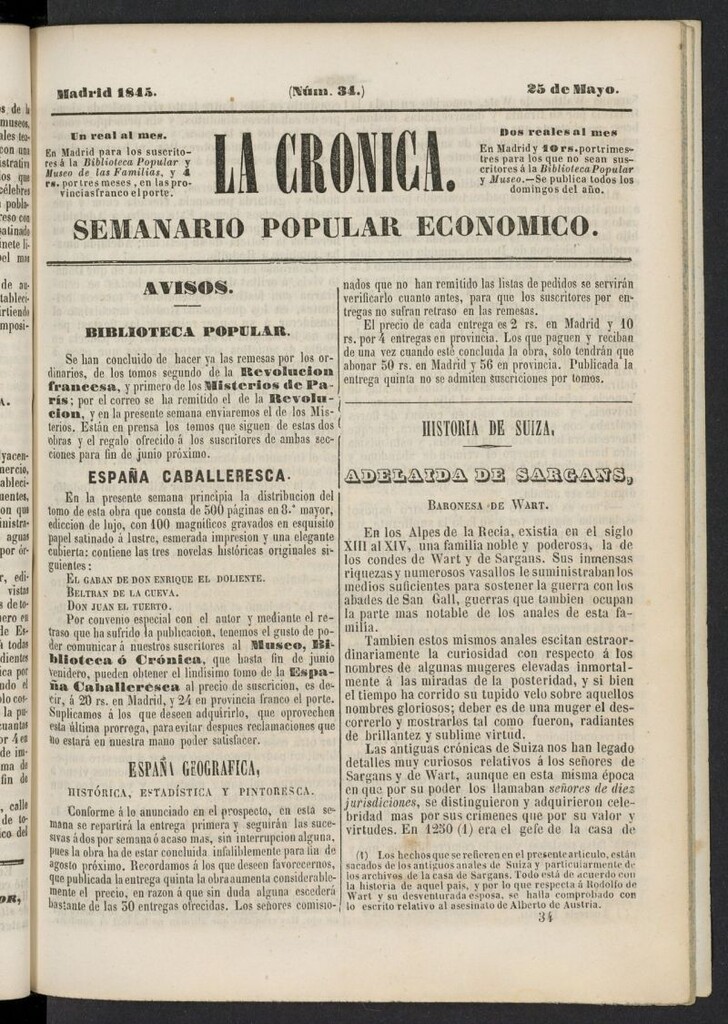 Madrid 1845.
(Núm. 34.)
25 de Mayo.
Un real al mes.
En Madrid para los suscrito-
res á la Biblioteca Popular y
Museo de las Familias, y 4
rs. por tres meses, en las pro-
vincias franco el porte.
LA CRONICA.
Dos reales al mes
En Madrid y 10 rs. por trimes-
tres para los que no sean sus-
critores á la Biblioteca Popular
y Museo.—Se publica todos los
domingos del año.
SEMANARIO POPULAR ECONOMICO.
AVISOS.
BIBLIOTECA POPULAR.
Se han concluido de hacer ya las remesas por los or-
dinarios, de los tomos segundo de la Revolucion
francesa, y primero de los Misterios de Pa-
rís; por el correo se ha remitido el de la Revolu-
cion, y en la presente semana enviaremos el de los Mis-
terios. Están en prensa los tomos que siguen de estas dos
obras y el regalo ofrecido á los suscritores de ambas sec-
ciones para fin de junio próximo.
ESPAÑA CABALLERESCA.
En la presente semana principia la distribucion del
tomo de esta obra que consta de 500 páginas en 8.º mayor,
edicion de lujo, con 100 magníficos gravados en esquisito
papel satinado á lustre, esmerada impresion y una elegante
cubierta: contiene las tres novelas históricas originales si-
guientes:
EL GABAN DE DON ENRIQUE EL DOLIENTE.
BELTRAN DE LA CUEVA.
DON JUAN EL TUERTO.
Por convenio especial con el autor y mediante el re-
traso que ha sufrido la publicacion, tenemos el gusto de po-
der comunicar á nuestros suscritores al Museo, Bi-
blioteca ó Crónica, que hasta fin de junio
venidero, pueden obtener el lindísimo tomo de la Espa-
ña Caballeresca al precio de suscricion, es de-
cir, á 20 rs. en Madrid, y 24 en provincia franco el porte.
Suplicamos á los que deseen adquirirlo, que aprovechen
esta última prorroga, para evitar despues reclamaciones que
no estará en nuestra mano poder satisfacer.
ESPAÑA GEOGRAFICA,
HISTÓRICA, ESTADÍSTICA Y PINTORESCA.
Conforme á lo anunciado en el prospecto, en esta se-
mana se repartirá la entrega primera y seguirán las suce-
sivas á dos por semana ó acaso mas, sin interrupcion alguna,
pues la obra ha de estar concluida infaliblemente para fin de
agosto próximo. Recordamos á los que deseen favorecernos,
que publicada la entrega quinta la obra aumenta considerable-
mente el precio, en razon á que sin duda alguna escederá
bastante de las 30 entregas ofrecidas. Los señores comisio-
nados que no han remitido las listas de pedidos se servirán
verificarlo cuanto antes, para que los suscritores por en-
tregas no sufran retraso en las remesas.
El precio de cada entrega es 2 rs. en Madrid y 10
rs. por 4 entregas en provincia. Los que paguen y reciban
de una vez cuando esté concluida la obra, solo tendrán que
abonar 50 rs. en Madrid y 56 en provincia. Publicada la
entrega quinta no se admiten suscriciones por tomos.
HISTORIA DE SUIZA,
ADELAIDA DE SARGANS,
BARONESA DE WART.
En los Alpes de la Recia, existia en el siglo
XIII al XIV, una familia noble y poderosa, la de
los condes de Wart y de Sargans. Sus inmensas
riquezas y numerosos vasallos le suministraban los
medios suficientes para sostener la guerra con los
abades de San Gall, guerras que tambien ocupan
la parte mas notable de los anales de esta fa-
milia.
Tambien estos mismos anales escitan estraor-
dinariamente la curiosidad con respecto á los
nombres de algunas mugeres elevadas inmortal-
mente á las miradas de la posteridad, y si bien
el tiempo ha corrido su tupido velo sobre aquellos
nombres gloriosos; deber es de una muger el des-
correrlo y mostrarlos tal como fueron, radiantes
de brillantez y sublime virtud.
Las antiguas crónicas de Suiza nos han legado
detalles muy curiosos relativos á los señores de
Sargans y de Wart, aunque en esta misma época
en que por su poder los llamaban señores de diez
jurisdiciones, se distinguieron y adquirieron cele-
bridad mas por sus crimenes que por su valor y
virtudes. En 1250 (1) era el gefe de la casa de
(1) Los hechos que se refieren en el presente artículo, están
sacados de los antiguos anales de Suiza y particularmente de
los archivos de la casa de Sargans. Todo está de acuerdo con
la historia de aquel pais, y por lo que respecta á Rodolfo de
Wart y su desventurada esposa, se halla comprobado con
lo escrito relativo al asesinato de Alberto de Austria.
34